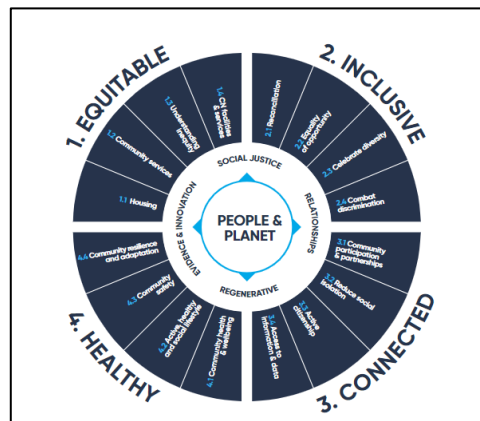 1. EQUITABLE
1.1 Housing
1.2 Community services
1.3 Understanding
inequity
1.4 CN facilities
& services
2. INCLUSIVE
2.1 Reconciliation
2.2 Equality
of opportunity
2.3 Celebrate diversity
2.4 Combat
discrimination
3. CONNECTED
3.1 Community
participation
& partnerships
3.2 Reduce social
isolation
3.3 Active
citizenship
3.4 Access to
information & data
4. HEALTHY
4.1 Community health
& wellbeing
4.2 Active, healthy
and social lifestyle
4.3 Community
safety
4.4 Community resilience
and adaptation
SOCIAL JUSTICE
RELATIONSHIPS
REGENERATIVE
EVIDENCE & INNOVATION
PEOPLE &
PLANET